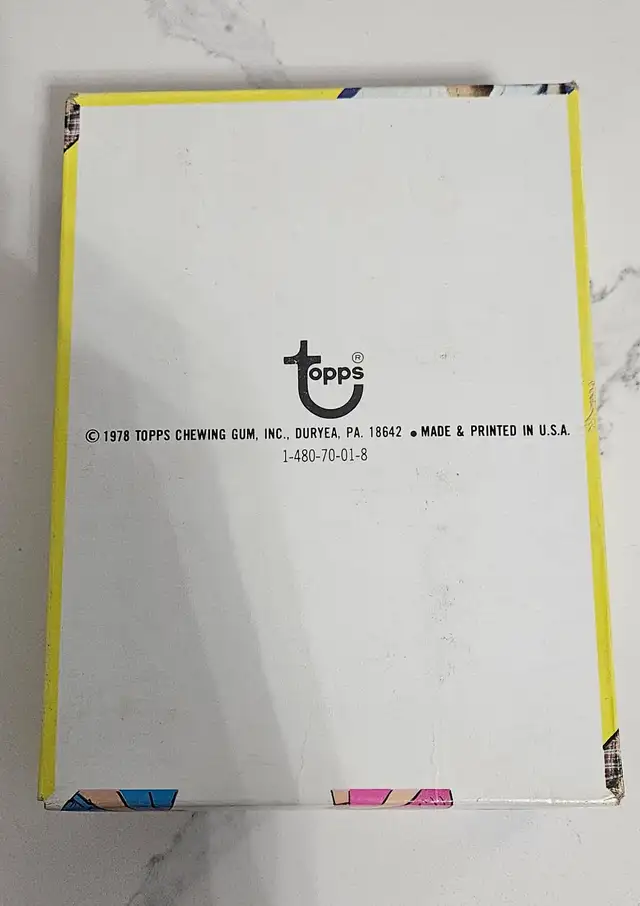 topps®
© 1978 TOPPS CHEWING GUM, INC., DURYEA, PA. 18642 • MADE & PRINTED IN U.S.A.
1-480-70-01-8